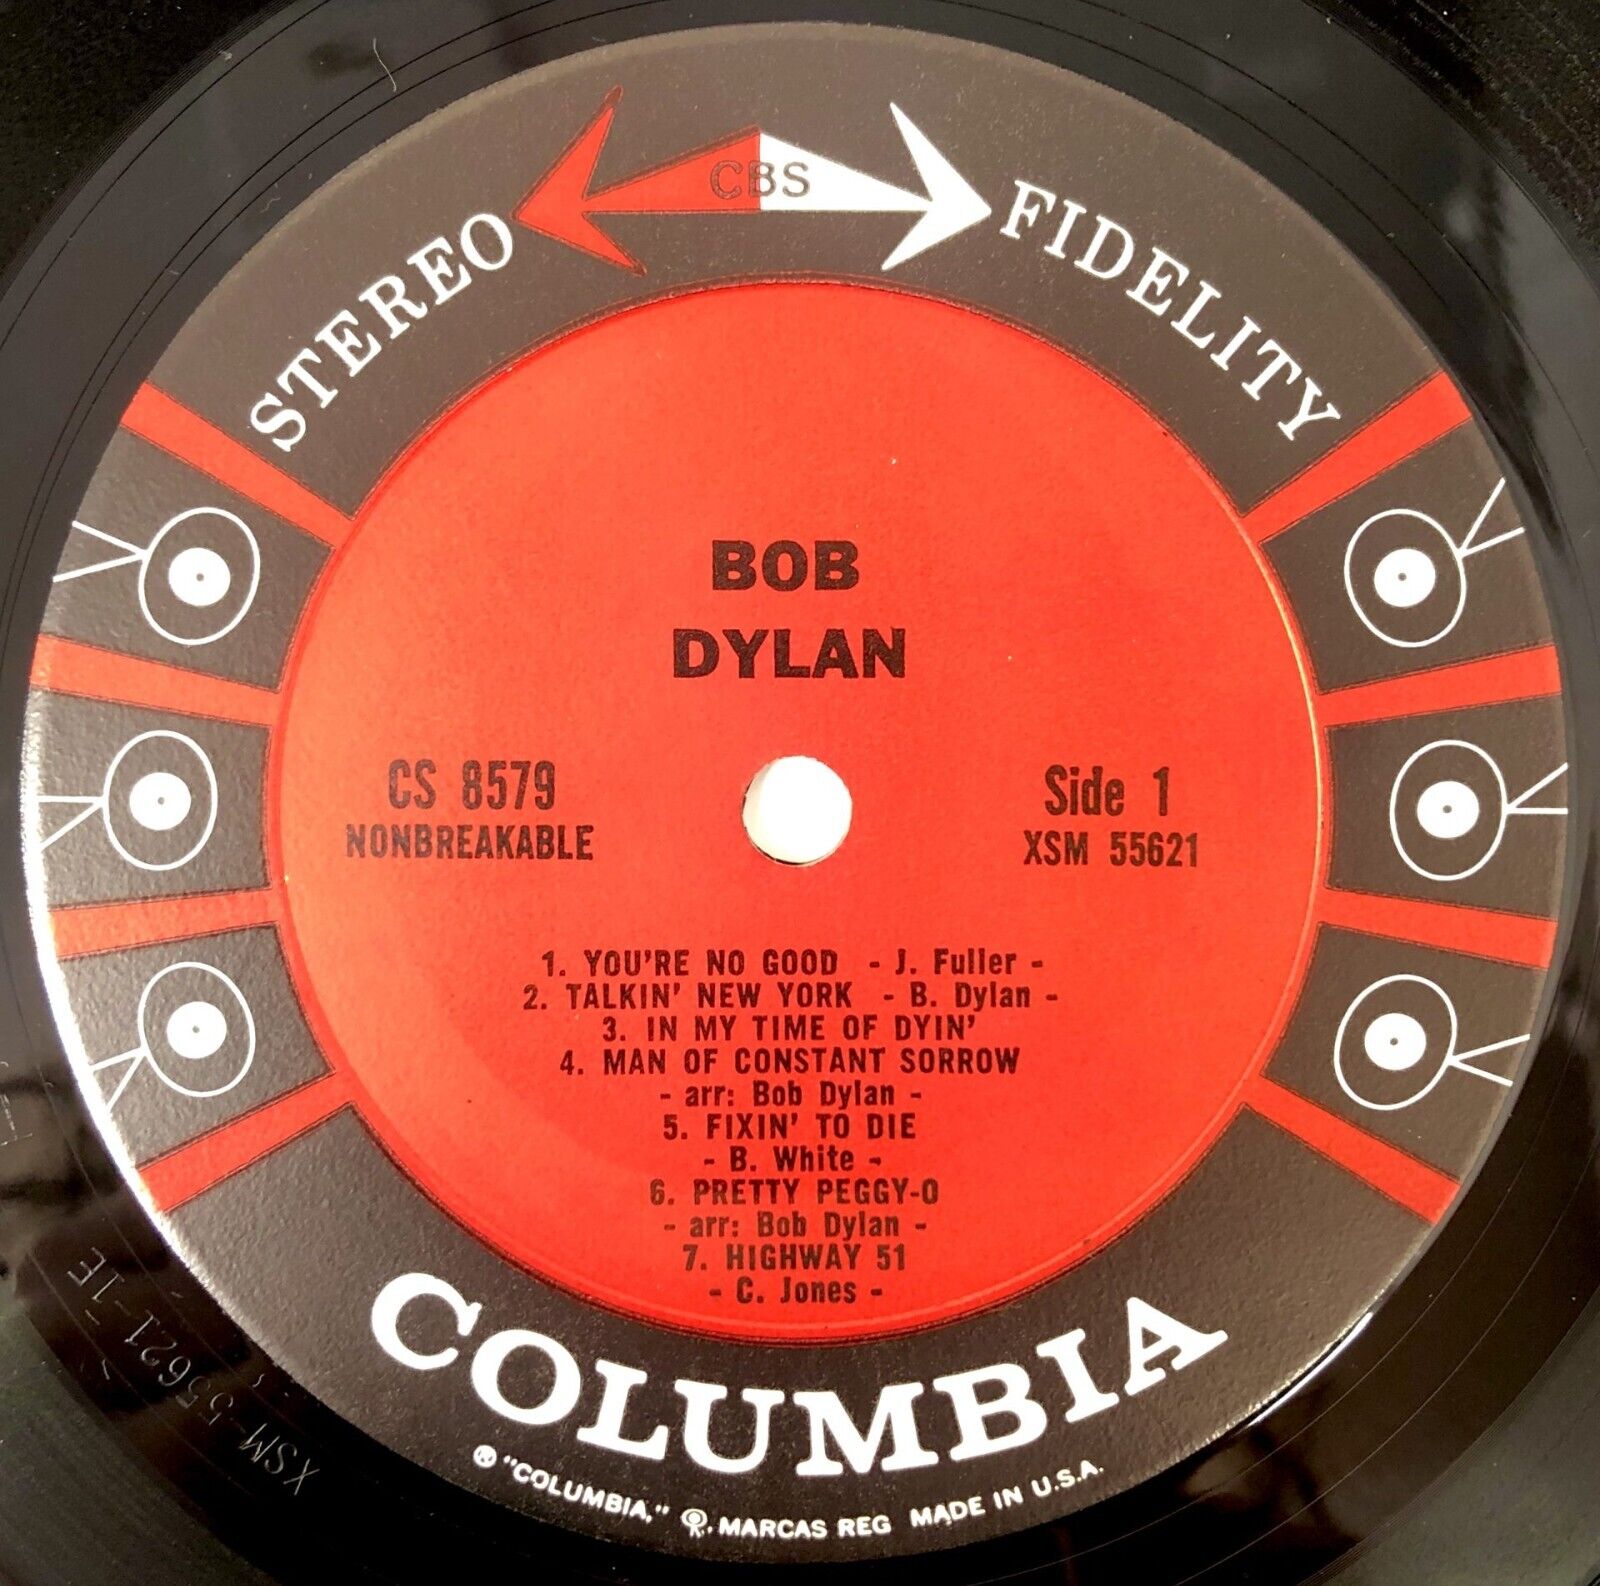 CBS
STEREO FIDELITY
BOB
DYLAN
CS 8579
NONBREAKABLE
Side 1
XSM 55621
1. YOU'RE NO GOOD - J. Fuller -
2. TALKIN' NEW YORK - B. Dylan -
3. IN MY TIME OF DYIN'
4. MAN OF CONSTANT SORROW
- arr: Bob Dylan -
5. FIXIN' TO DIE
- B. White -
6. PRETTY PEGGY-O
- arr: Bob Dylan -
7. HIGHWAY 51
- C. Jones -
COLUMBIA
® "COLUMBIA," MARCAS REG MADE IN U.S.A.
XSM-55621-1E